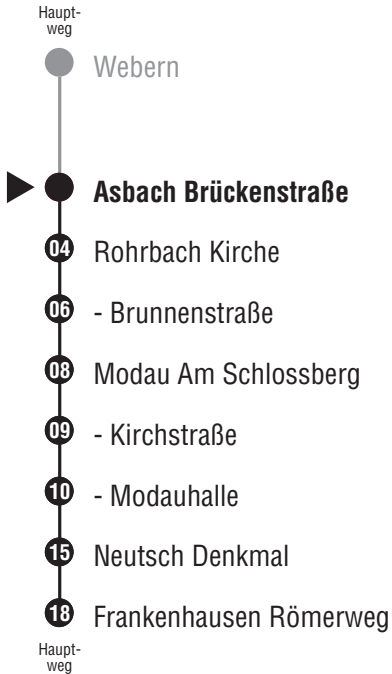 Haupt-
weg
Webern
Asbach Brückenstraße
04 Rohrbach Kirche
06 - Brunnenstraße
08 Modau Am Schlossberg
09 - Kirchstraße
10 - Modauhalle
15 Neutsch Denkmal
18 Frankenhausen Römerweg
Haupt-
weg